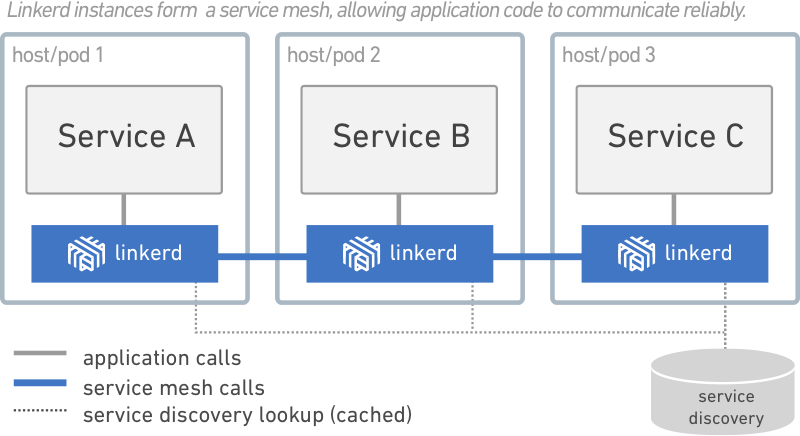 Linkerd instances form a service mesh, allowing application code to communicate reliably.
host/pod 1
host/pod 2
host/pod 3
Service A
Service B
Service C
linkerd
linkerd
linkerd
application calls
service mesh calls
service discovery lookup (cached)
service
discovery